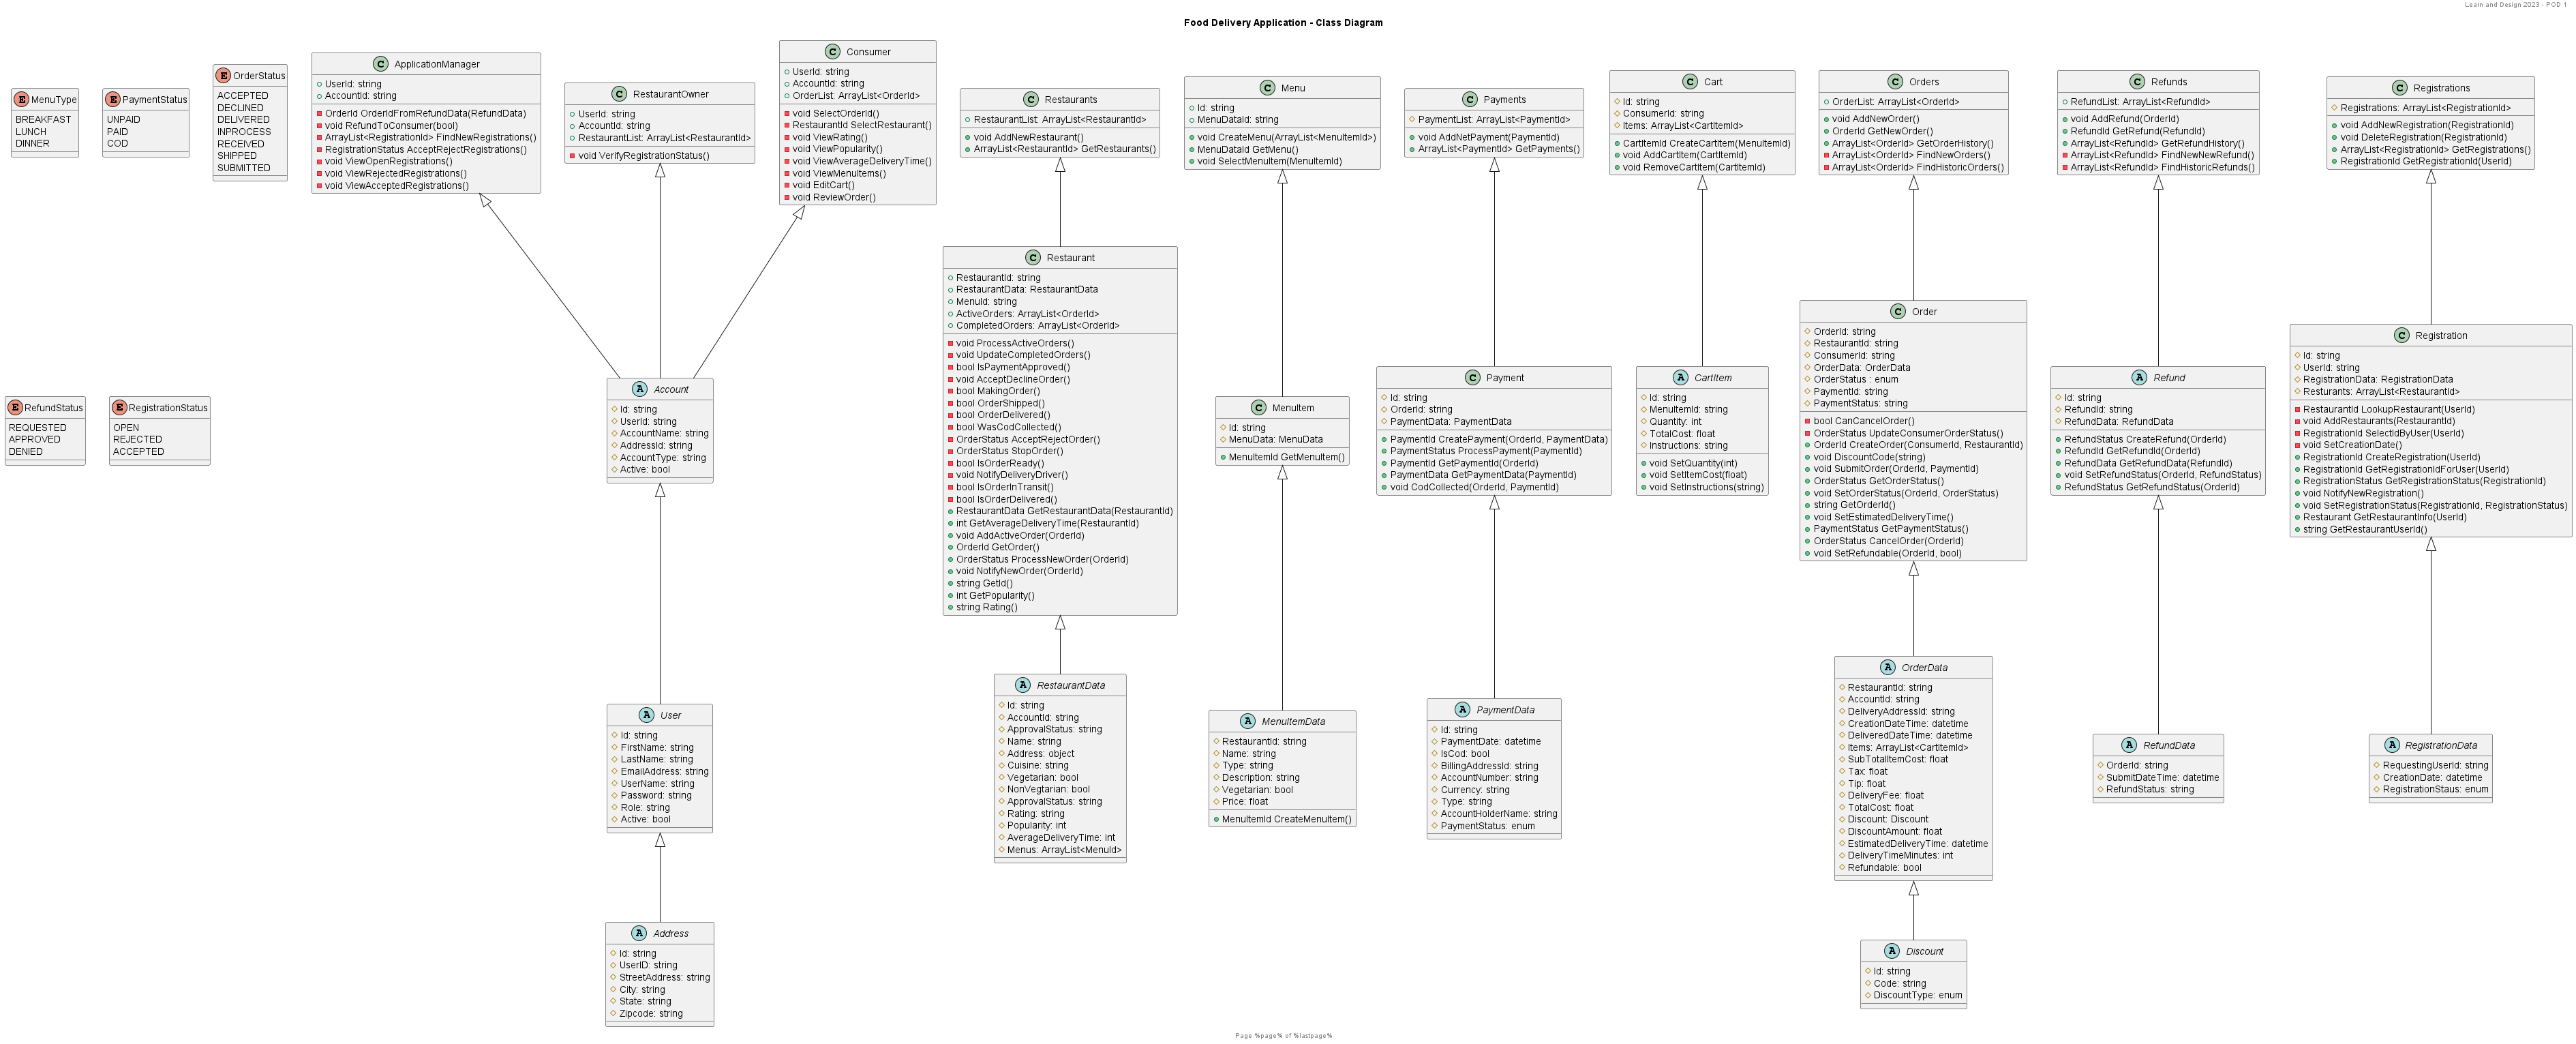 Learn and Design 2023 - POD 1
Food Delivery Application - Class Diagram
E MenuType
BREAKFAST
LUNCH
DINNER
E PaymentStatus
UNPAID
PAID
COD
E OrderStatus
ACCEPTED
DECLINED
DELIVERED
INPROCESS
RECEIVED
SHIPPED
SUBMITTED
C ApplicationManager
UserId: string
AccountId: string
OrderId OrderIdFromRefundData(RefundData)
void RefundToConsumer(bool)
ArrayList<RegistrationId> FindNewRegistrations()
RegistrationStatus AcceptRejectRegistrations()
void ViewOpenRegistrations()
void ViewRejectedRegistrations()
void ViewAcceptedRegistrations()
C RestaurantOwner
UserId: string
AccountId: string
RestaurantList: ArrayList<RestaurantId>
void VerifyRegistrationStatus()
C Consumer
UserId: string
AccountId: string
OrderList: ArrayList<OrderId>
void SelectOrderId()
RestaurantId SelectRestaurant()
void ViewRating()
void ViewPopularity()
void ViewAverageDeliveryTime()
void ViewMenuItems()
void EditCart()
void ReviewOrder()
C Restaurants
RestaurantList: ArrayList<RestaurantId>
void AddNewRestaurant()
ArrayList<RestaurantId> GetRestaurants()
C Menu
Id: string
MenuDataId: string
void CreateMenu(ArrayList<MenuItemId>)
MenuDataId GetMenu()
void SelectMenuItem(MenuItemId)
C Payments
PaymentList: ArrayList<PaymentId>
void AddNetPayment(PaymentId)
ArrayList<PaymentId> GetPayments()
C Cart
Id: string
ConsumerId: string
Items: ArrayList<CartItemId>
CartItemId CreateCartItem(MenuItemId)
void AddCartItem(CartItemId)
void RemoveCartItem(CartItemId)
C Orders
OrderList: ArrayList<OrderId>
void AddNewOrder()
OrderId GetNewOrder()
ArrayList<OrderId> GetOrderHistory()
ArrayList<OrderId> FindNewOrders()
ArrayList<OrderId> FindHistoricOrders()
C Refunds
RefundList: ArrayList<RefundId>
void AddRefund(OrderId)
RefundId GetRefund(RefundId)
ArrayList<RefundId> GetRefundHistory()
ArrayList<RefundId> FindNewNewRefund()
ArrayList<RefundId> FindHistoricRefunds()
C Registrations
Registrations: ArrayList<RegistrationId>
void AddNewRegistration(RegistrationId)
void DeleteRegistration(RegistrationId)
ArrayList<RegistrationId> GetRegistrations()
RegistrationId GetRegistrationId(UserId)
E RefundStatus
REQUESTED
APPROVED
DENIED
E RegistrationStatus
OPEN
REJECTED
ACCEPTED
A Account
Id: string
UserId: string
AccountName: string
AddressId: string
AccountType: string
Active: bool
C Restaurant
RestaurantId: string
RestaurantData: RestaurantData
MenuId: string
ActiveOrders: ArrayList<OrderId>
CompletedOrders: ArrayList<OrderId>
void ProcessActiveOrders()
void UpdateCompletedOrders()
bool IsPaymentApproved()
void AcceptDeclineOrder()
bool MakingOrder()
bool OrderShipped()
bool OrderDelivered()
bool WasCodCollected()
OrderStatus AcceptRejectOrder()
OrderStatus StopOrder()
bool IsOrderReady()
void NotifyDeliveryDriver()
bool IsOrderInTransit()
bool IsOrderDelivered()
RestaurantData GetRestaurantData(RestaurantId)
int GetAverageDeliveryTime(RestaurantId)
void AddActiveOrder(OrderId)
OrderId GetOrder()
OrderStatus ProcessNewOrder(OrderId)
void NotifyNewOrder(OrderId)
string GetId()
int GetPopularity()
string Rating()
C MenuItem
Id: string
MenuData: MenuData
MenuItemId GetMenuItem()
C Payment
Id: string
OrderId: string
PaymentData: PaymentData
PaymentId CreatePayment(OrderId, PaymentData)
PaymentStatus ProcessPayment(PaymentId)
PaymentId GetPaymentId(OrderId)
PaymentData GetPaymentData(PaymentId)
void CodCollected(OrderId, PaymentId)
A CartItem
Id: string
MenuItemId: string
Quantity: int
TotalCost: float
Instructions: string
void SetQuantity(int)
void SetItemCost(float)
void SetInstructions(string)
C Order
OrderId: string
RestaurantId: string
ConsumerId: string
OrderData: OrderData
OrderStatus : enum
PaymentId: string
PaymentStatus: string
bool CanCancelOrder()
OrderStatus UpdateConsumerOrderStatus()
OrderId CreateOrder(ConsumerId, RestaurantId)
void DiscountCode(string)
void SubmitOrder(OrderId, PaymentId)
OrderStatus GetOrderStatus()
void SetOrderStatus(OrderId, OrderStatus)
string GetOrderId()
void SetEstimatedDeliveryTime()
PaymentStatus GetPaymentStatus()
OrderStatus CancelOrder(OrderId)
void SetRefundable(OrderId, bool)
A Refund
Id: string
RefundId: string
RefundData: RefundData
RefundStatus CreateRefund(OrderId)
RefundId GetRefundId(OrderId)
RefundData GetRefundData(RefundId)
void SetRefundStatus(OrderId, RefundStatus)
RefundStatus GetRefundStatus(OrderId)
C Registration
Id: string
UserId: string
RegistrationData: RegistrationData
Resturants: ArrayList<RestaurantId>
RestaurantId LookupRestaurant(UserId)
void AddRestaurants(RestaurantId)
RegistrationId SelectIdByUser(UserId)
void SetCreationDate()
RegistrationId CreateRegistration(UserId)
RegistrationId GetRegistrationIdForUser(UserId)
RegistrationStatus GetRegistrationStatus(RegistrationId)
void NotifyNewRegistration()
void SetRegistrationStatus(RegistrationId, RegistrationStatus)
Restaurant GetRestaurantInfo(UserId)
string GetRestaurantUserId()
A User
Id: string
FirstName: string
LastName: string
EmailAddress: string
UserName: string
Password: string
Role: string
Active: bool
A RestaurantData
Id: string
AccountId: string
ApprovalStatus: string
Name: string
Address: object
Cuisine: string
Vegetarian: bool
NonVegtarian: bool
ApprovalStatus: string
Rating: string
Popularity: int
AverageDeliveryTime: int
Menus: ArrayList<MenuId>
A MenuItemData
RestaurantId: string
Name: string
Type: string
Description: string
Vegetarian: bool
Price: float
MenuItemId CreateMenuItem()
A PaymentData
Id: string
PaymentDate: datetime
IsCod: bool
BillingAddressId: string
AccountNumber: string
Currency: string
Type: string
AccountHolderName: string
PaymentStatus: enum
A OrderData
RestaurantId: string
AccountId: string
DeliveryAddressId: string
CreationDateTime: datetime
DeliveredDateTime: datetime
Items: ArrayList<CartItemId>
SubTotalItemCost: float
Tax: float
Tip: float
DeliveryFee: float
TotalCost: float
Discount: Discount
DiscountAmount: float
EstimatedDeliveryTime: datetime
DeliveryTimeMinutes: int
Refundable: bool
A RefundData
OrderId: string
SubmitDateTime: datetime
RefundStatus: string
A RegistrationData
RequestingUserId: string
CreationDate: datetime
RegistrationStaus: enum
A Address
Id: string
UserID: string
StreetAddress: string
City: string
State: string
Zipcode: string
A Discount
Id: string
Code: string
DiscountType: enum
Page %page% of %lastpage%